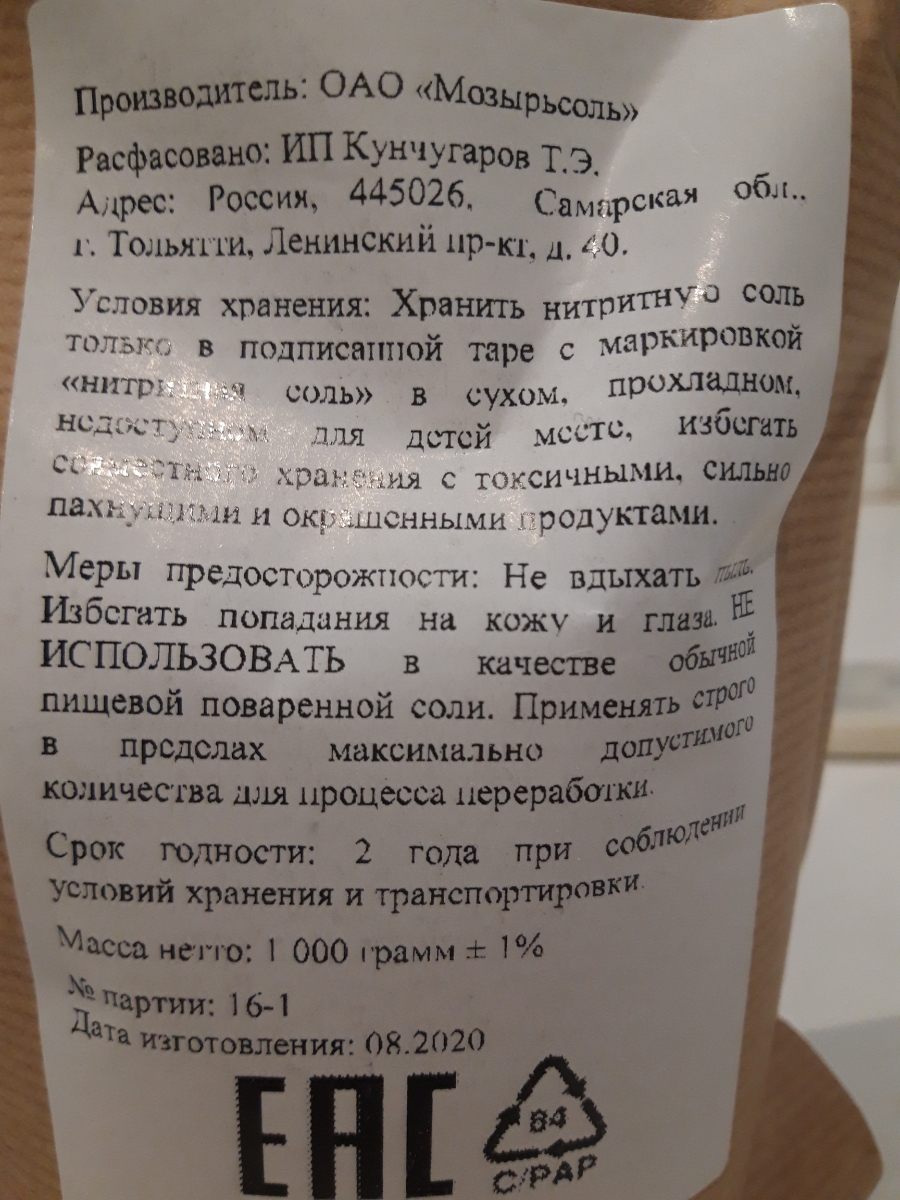 Производитель: ОАО «Мозырьсоль»
Расфасовано: ИП Кунчугаров Т.Э.
Адрес: Россия, 445026, Самарская обл.,
г. Тольятти, Ленинский пр-кт, д. 40.
Условия хранения: Хранить нитритную соль
только в подписанной таре с маркировкой
«нитритная соль» в сухом, прохладном,
недоступном для детей месте, избегать
совместного хранения с токсичными, сильно
пахнущими и окрашенными продуктами.
Меры предосторожности: Не вдыхать пыль.
Избегать попадания на кожу и глаза. НЕ
ИСПОЛЬЗОВАТЬ в качестве обычной
пищевой поваренной соли. Применять строго
в пределах максимально допустимого
количества для процесса переработки.
Срок годности: 2 года при соблюдении
условий хранения и транспортировки.
Масса нетто: 1 000 грамм ± 1%
№ партии: 16-1
Дата изготовления: 08.2020
ЕАС
84
C/PAP